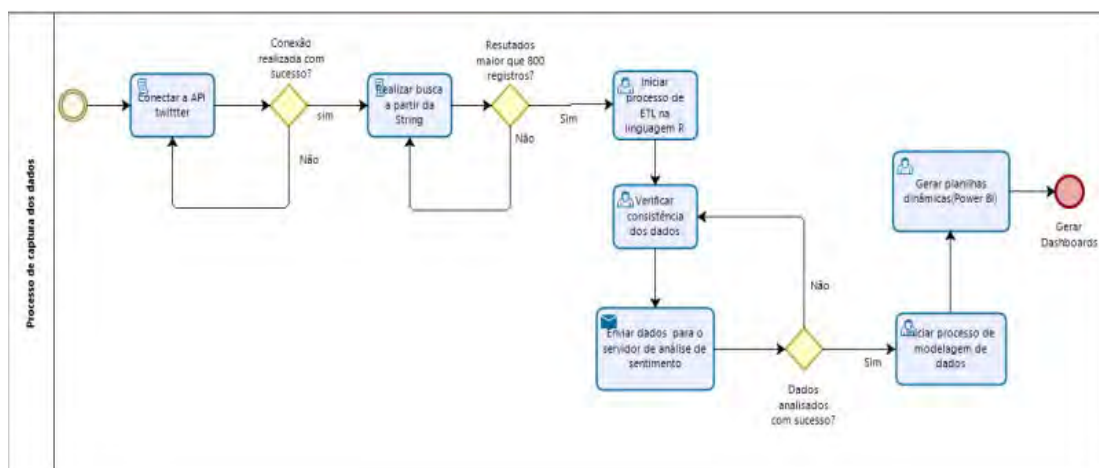 Processo de captura dos dados
Conectar a API
twittter
Conexão
realizada com
sucesso?
sim
Não
Realizar busca
a partir da
String
Resutados
maior que 800
registros?
Sim
Não
Iniciar
processo de
ETL na
linguagem R
Verificar
consistência
dos dados
Enviar dados para o
servidor de análise de
sentimento
Não
Sim
Dados
analisados
com sucesso?
Iniciar processo de
modelagem de
dados
Gerar planilhas
dinâmicas(Power BI)
Gerar
Dashboards